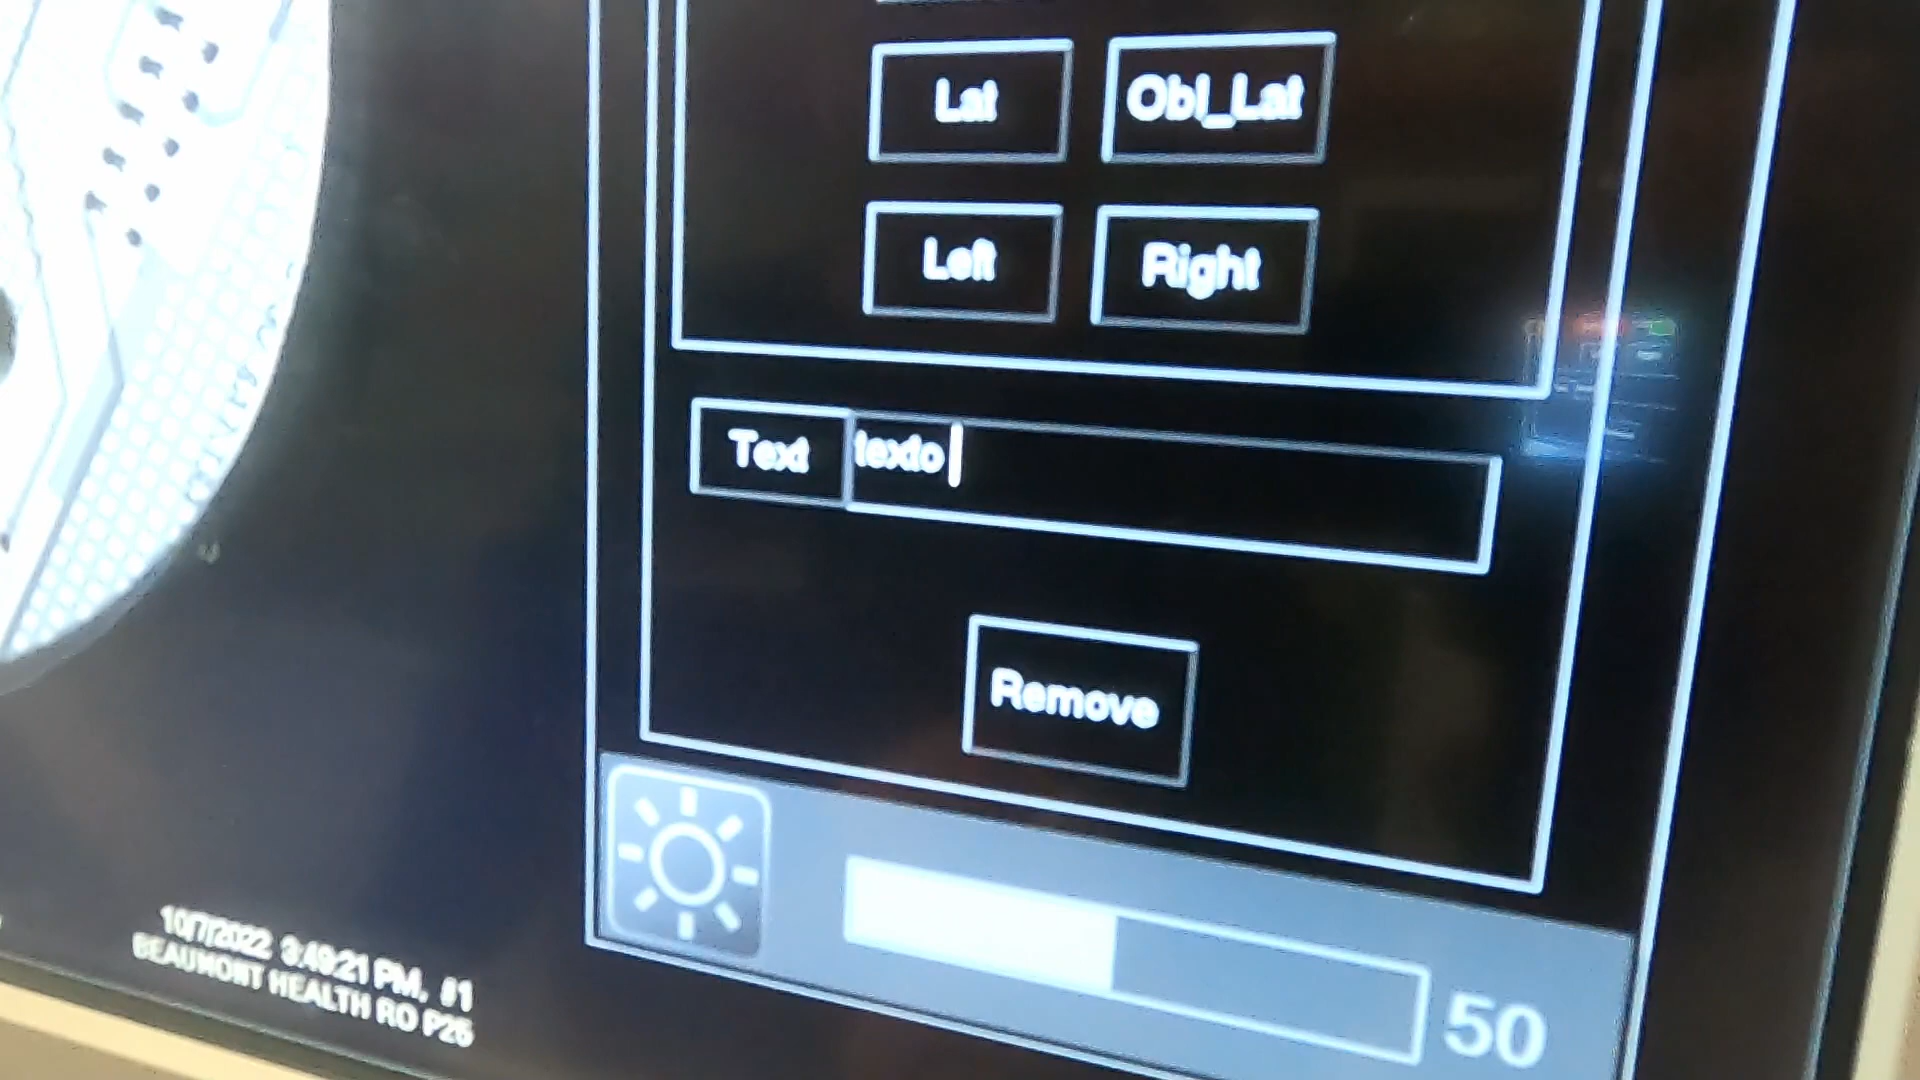 Lat Obl_Lat
Left Right
Text texto
Remove
50
10/7/2022 3:49:21 PM, #1
BEAUMONT HEALTH RO P25